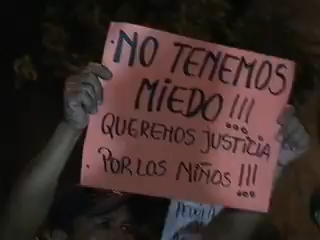 NO TENEMOS
MIEDO!!!
QUEREMOS JUSTICIA
POR LOS NIÑOS!!!